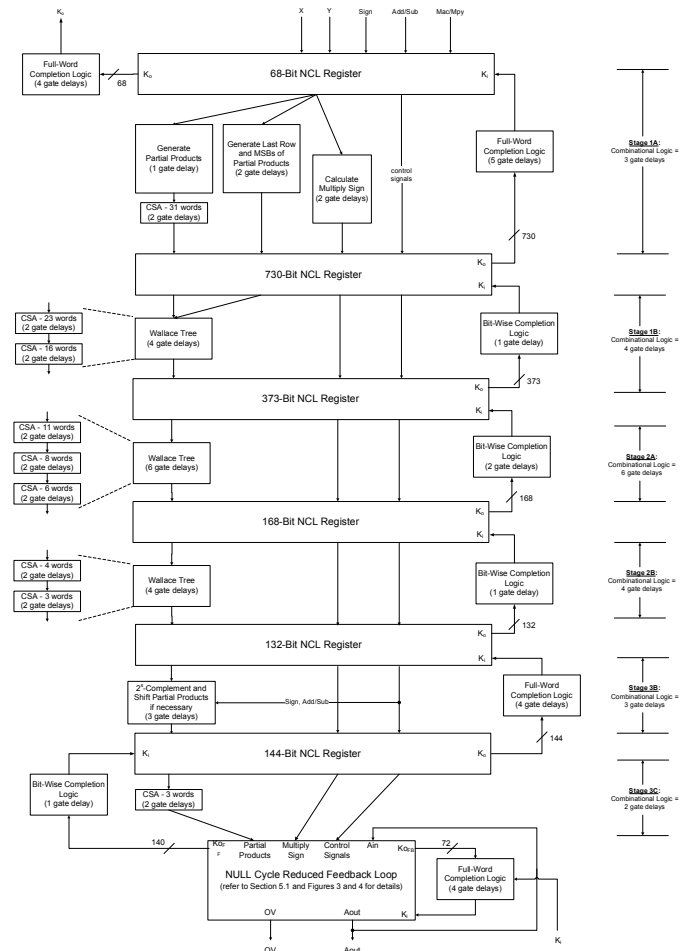 Kₒ
X Y Sign Add/Sub Mac/Mpy
Full-Word
Completion Logic
(4 gate delays)
68
Kₒ
68-Bit NCL Register
Kᵢ
Full-Word
Completion Logic
(5 gate delays)
730
Generate
Partial Products
(1 gate delay)
Generate Last Row
and MSBs of
Partial Products
(2 gate delays)
Calculate
Multiply Sign
(2 gate delays)
control
signals
CSA - 31 words
(2 gate delays)
Stage 1A:
Combinational Logic =
3 gate delays
Kₒ
730-Bit NCL Register
Kᵢ
CSA - 23 words
(2 gate delays)
CSA - 16 words
(2 gate delays)
Wallace Tree
(4 gate delays)
Bit-Wise Completion
Logic
(1 gate delay)
373
Stage 1B:
Combinational Logic =
4 gate delays
Kₒ
373-Bit NCL Register
Kᵢ
CSA - 11 words
(2 gate delays)
CSA - 8 words
(2 gate delays)
CSA - 6 words
(2 gate delays)
Wallace Tree
(6 gate delays)
Bit-Wise Completion
Logic
(2 gate delays)
168
Stage 2A:
Combinational Logic =
6 gate delays
Kₒ
168-Bit NCL Register
Kᵢ
CSA - 4 words
(2 gate delays)
CSA - 3 words
(2 gate delays)
Wallace Tree
(4 gate delays)
Bit-Wise Completion
Logic
(1 gate delay)
132
Stage 2B:
Combinational Logic =
4 gate delays
Kₒ
132-Bit NCL Register
Kᵢ
2ˢ-Complement and
Shift Partial Products
if necessary
(3 gate delays)
Sign, Add/Sub
Full-Word
Completion Logic
(4 gate delays)
144
Stage 3B:
Combinational Logic =
3 gate delays
Kᵢ
144-Bit NCL Register
Kₒ
Bit-Wise Completion
Logic
(1 gate delay)
CSA - 3 words
(2 gate delays)
Stage 3C:
Combinational Logic =
2 gate delays
140
Ko_F
F
Partial
Products
Multiply
Sign
Control
Signals
Ain
Ko_FB
72
NULL Cycle Reduced Feedback Loop
(refer to Section 5.1 and Figures 3 and 4 for details)
Full-Word
Completion Logic
(4 gate delays)
OV Aout Kᵢ
Kᵢ
OV Aout